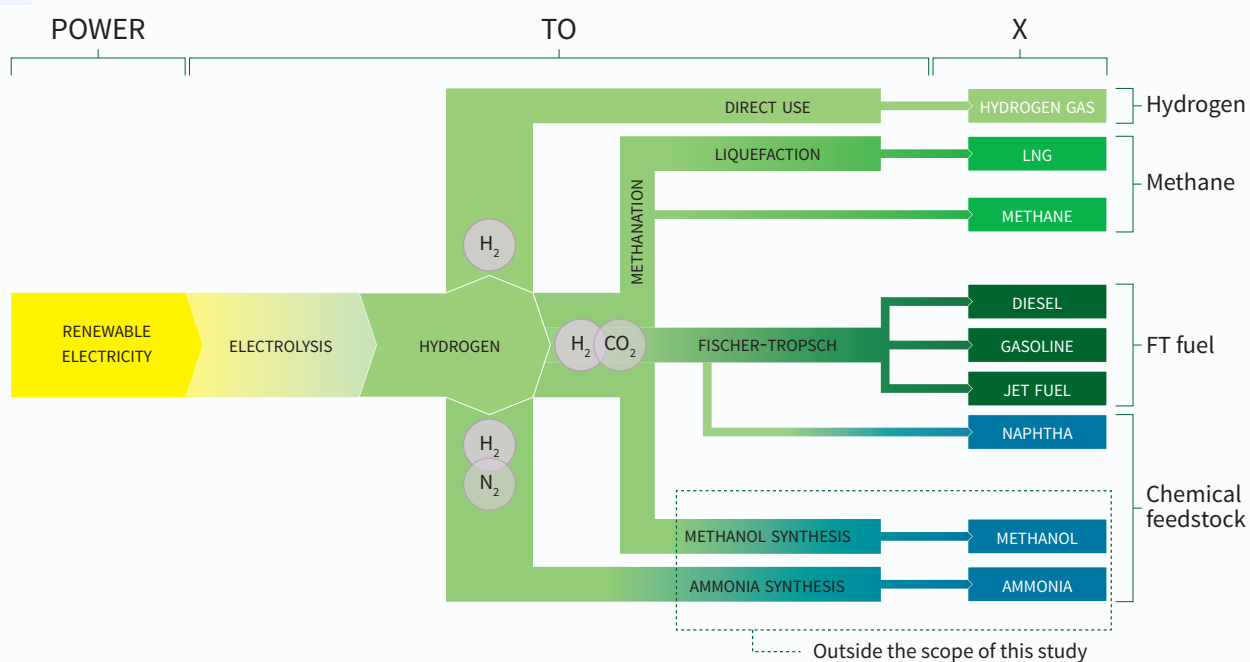 POWER
TO
X
DIRECT USE
HYDROGEN GAS
Hydrogen
LIQUEFACTION
LNG
METHANATION
METHANE
Methane
H₂
RENEWABLE
ELECTRICITY
ELECTROLYSIS
HYDROGEN
H₂
CO₂
FISCHER-TROPSCH
DIESEL
GASOLINE
JET FUEL
FT fuel
NAPHTHA
H₂
N₂
METHANOL SYNTHESIS
METHANOL
AMMONIA SYNTHESIS
AMMONIA
Chemical
feedstock
Outside the scope of this study